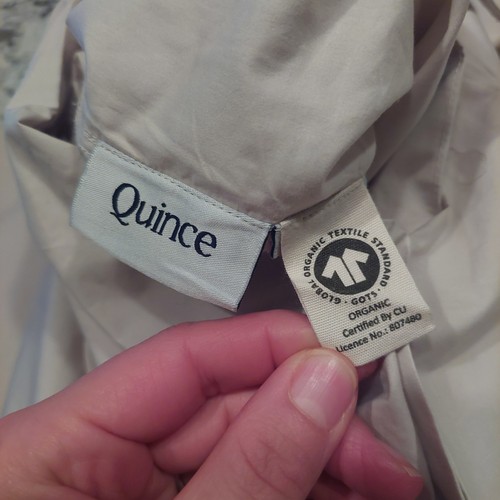 Quince
GLOBAL ORGANIC TEXTILE STANDARD · GOTS ·
ORGANIC
Certified By CU
Licence No.: 807480